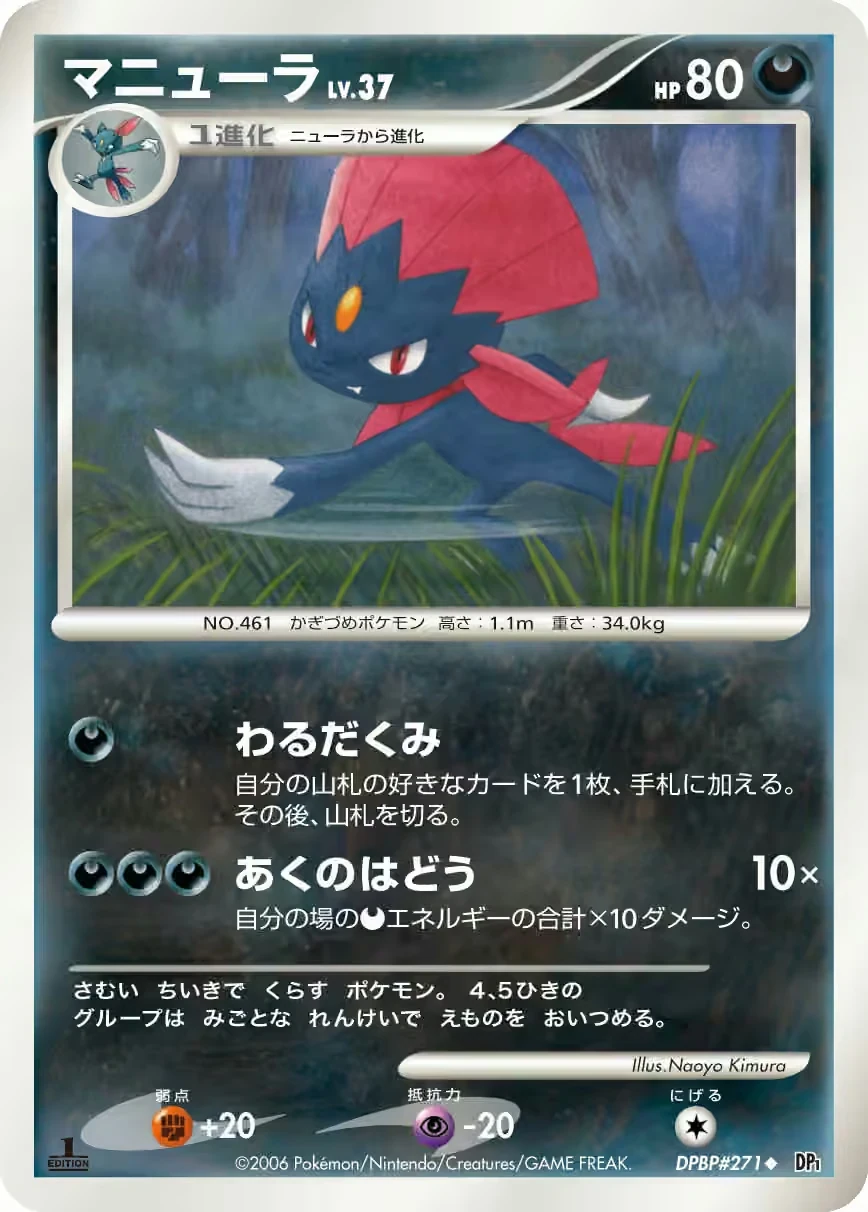 マニューラ LV.37 HP 80
1進化 ニューラから進化
NO.461 かぎづめポケモン 高さ：1.1m 重さ：34.0kg
わるだくみ
自分の山札の好きなカードを1枚、手札に加える。
その後、山札を切る。
あくのはどう 10×
自分の場のエネルギーの合計×10ダメージ。
さむい ちいきで くらす ポケモン。 4、5ひきの
グループは みごとな れんけいで えものを おいつめる。
Illus.Naoyo Kimura
弱点 抵抗力 にげる
+20 -20
1 EDITION ©2006 Pokémon/Nintendo/Creatures/GAME FREAK. DPBP#271◆ DP1